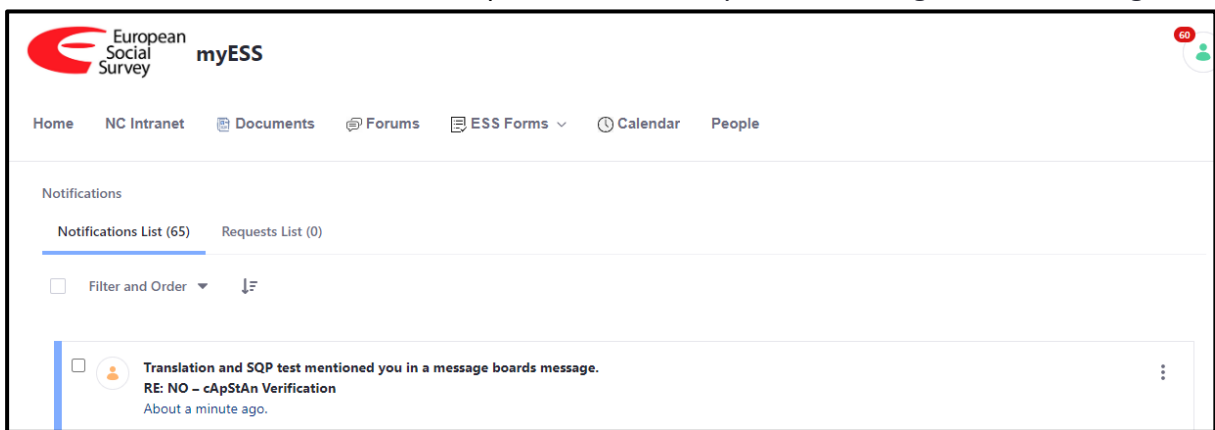 European
Social
Survey
myESS
60
Home NC Intranet Documents Forums ESS Forms Calendar People
Notifications
Notifications List (65) Requests List (0)
Filter and Order
Translation and SQP test mentioned you in a message boards message.
RE: NO – cApStAn Verification
About a minute ago.